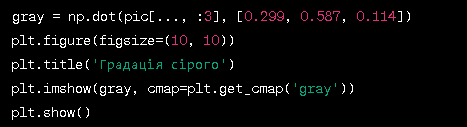 gray = np.dot(pic[..., :3], [0.299, 0.587, 0.114])
plt.figure(figsize=(10, 10))
plt.title('Градація сірого')
plt.imshow(gray, cmap=plt.get_cmap('gray'))
plt.show()